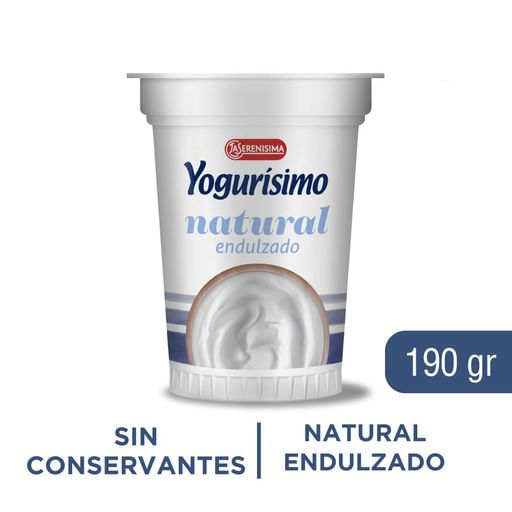 LA SERENISIMA
Yogurísimo
natural
endulzado
190 gr
SIN
CONSERVANTES
NATURAL
ENDULZADO